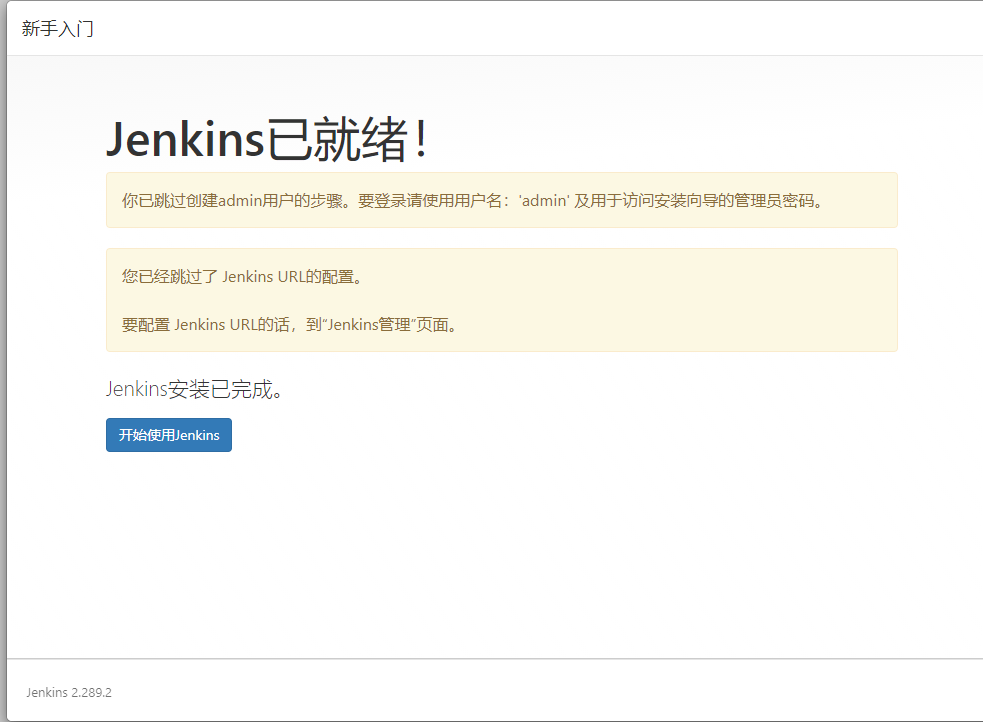 新手入门
Jenkins已就绪！
你已跳过创建admin用户的步骤。要登录请使用用户名：'admin' 及用于访问安装向导的管理员密码。
您已经跳过了 Jenkins URL的配置。
要配置 Jenkins URL的话，到“Jenkins管理”页面。
Jenkins安装已完成。
开始使用Jenkins
Jenkins 2.289.2